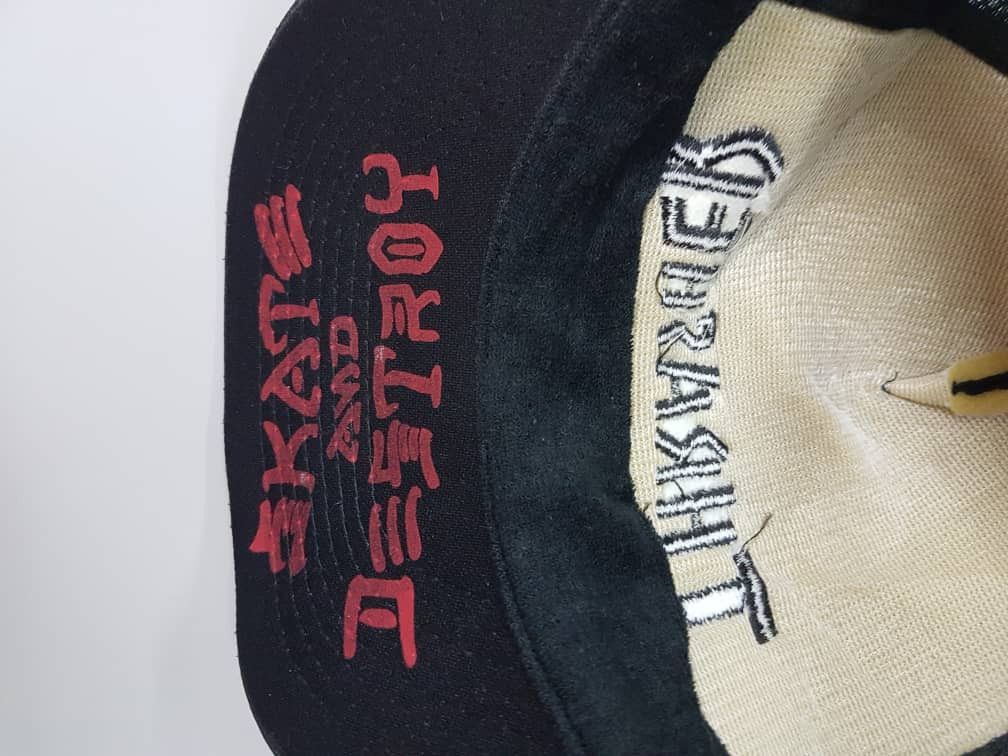 SKATE
AND
DESTROY
THRASHER